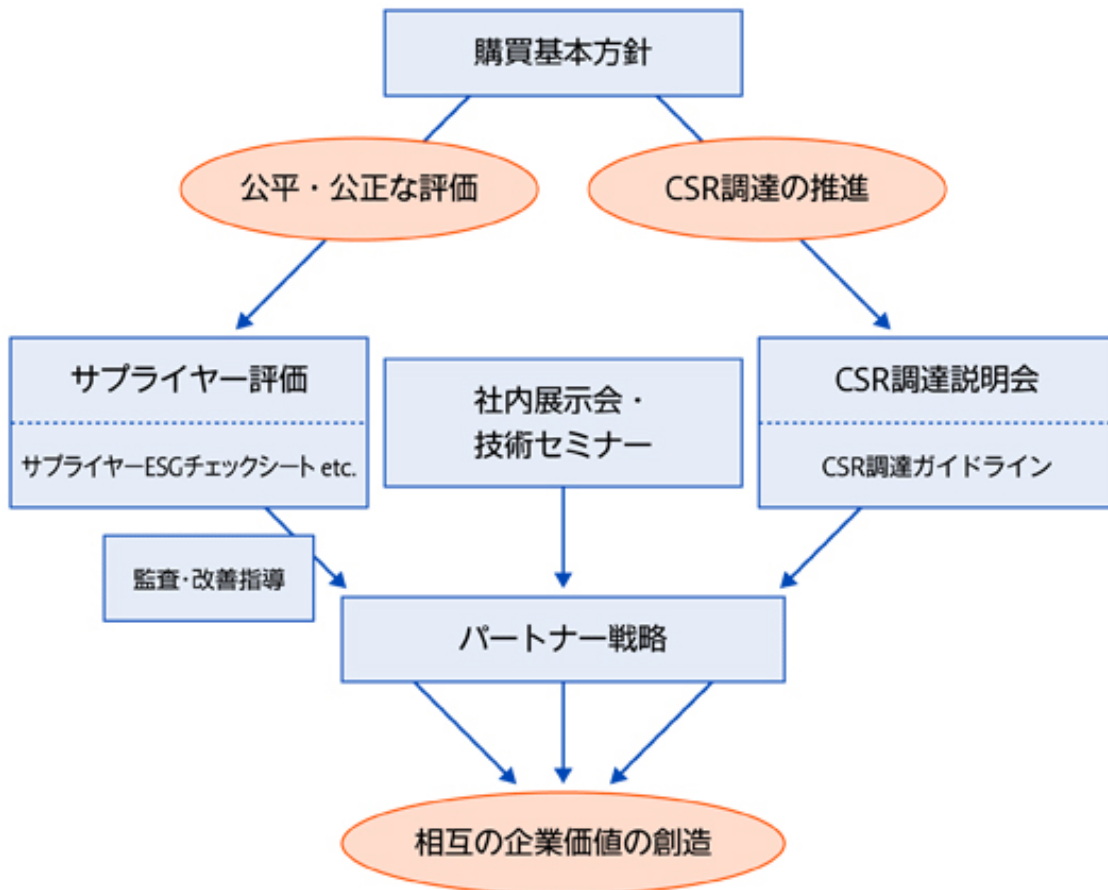 購買基本方針
公平・公正な評価
CSR調達の推進
サプライヤー評価
サプライヤーESGチェックシート etc.
社内展示会・
技術セミナー
CSR調達説明会
CSR調達ガイドライン
監査・改善指導
パートナー戦略
相互の企業価値の創造